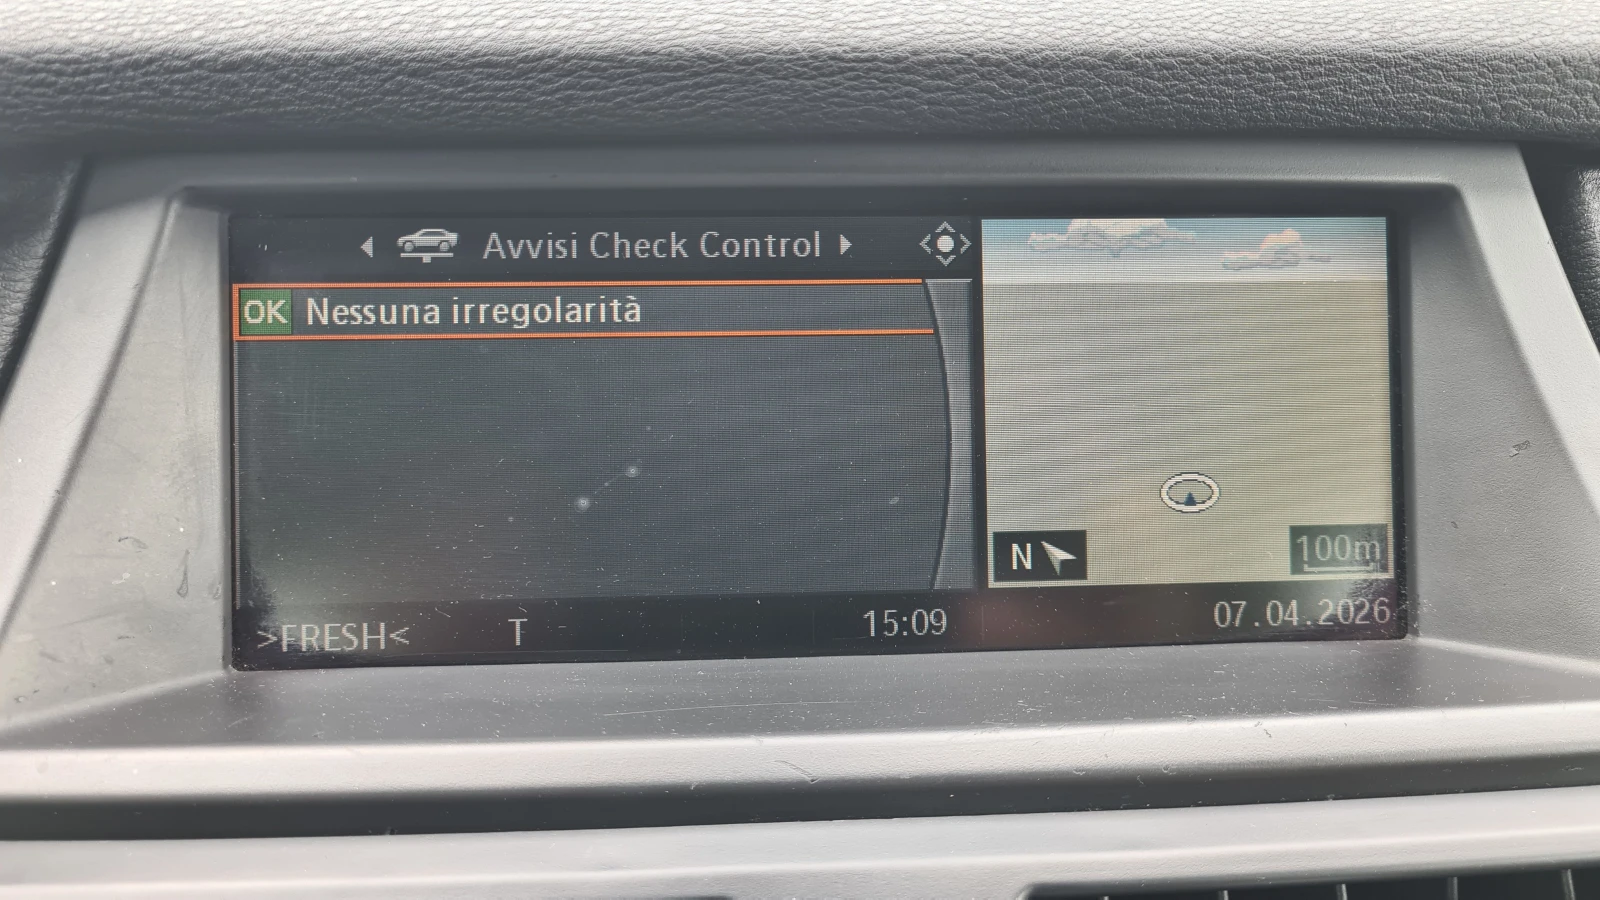 Avvisi Check Control
OK Nessuna irregolarità
N
100m
>FRESH< T 15:09 07.04.2026